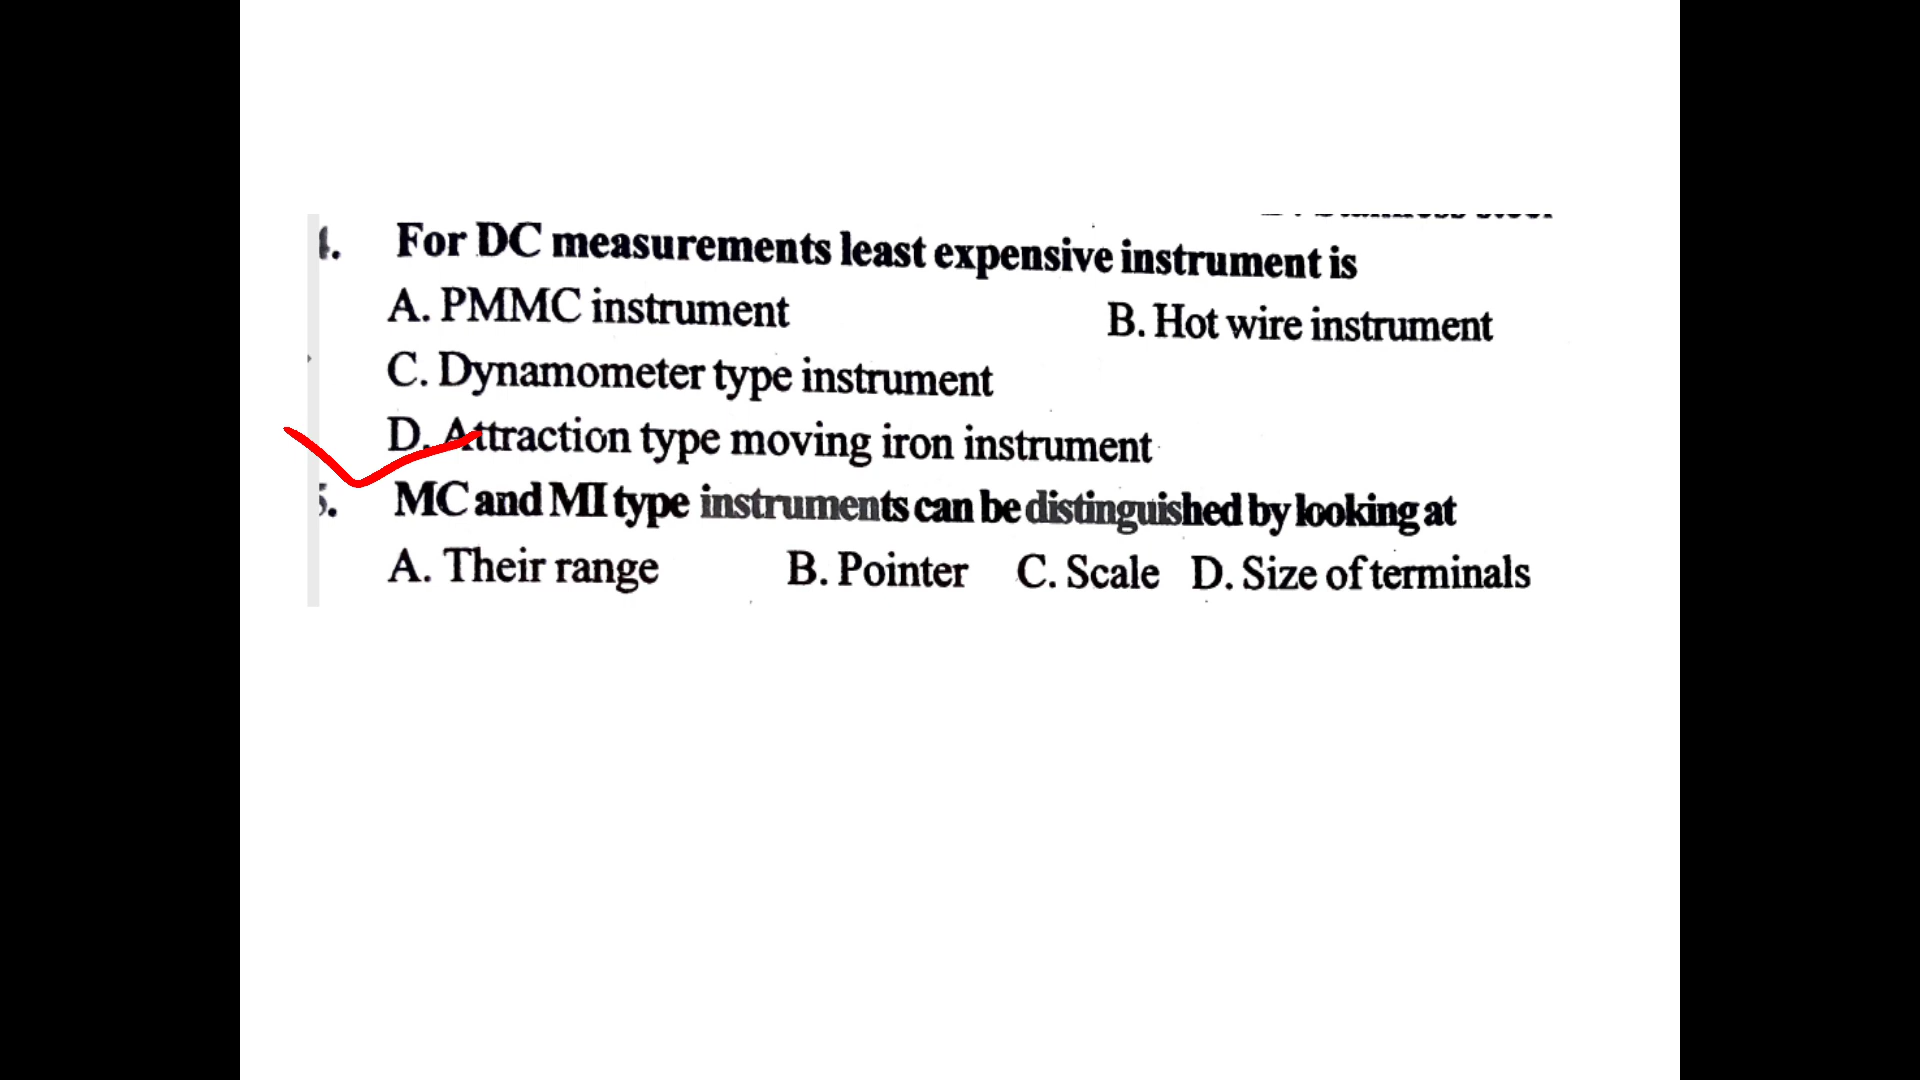 4. For DC measurements least expensive instrument is
A. PMMC instrument B. Hot wire instrument
C. Dynamometer type instrument
D. Attraction type moving iron instrument
5. MC and MI type instruments can be distinguished by looking at
A. Their range B. Pointer C. Scale D. Size of terminals